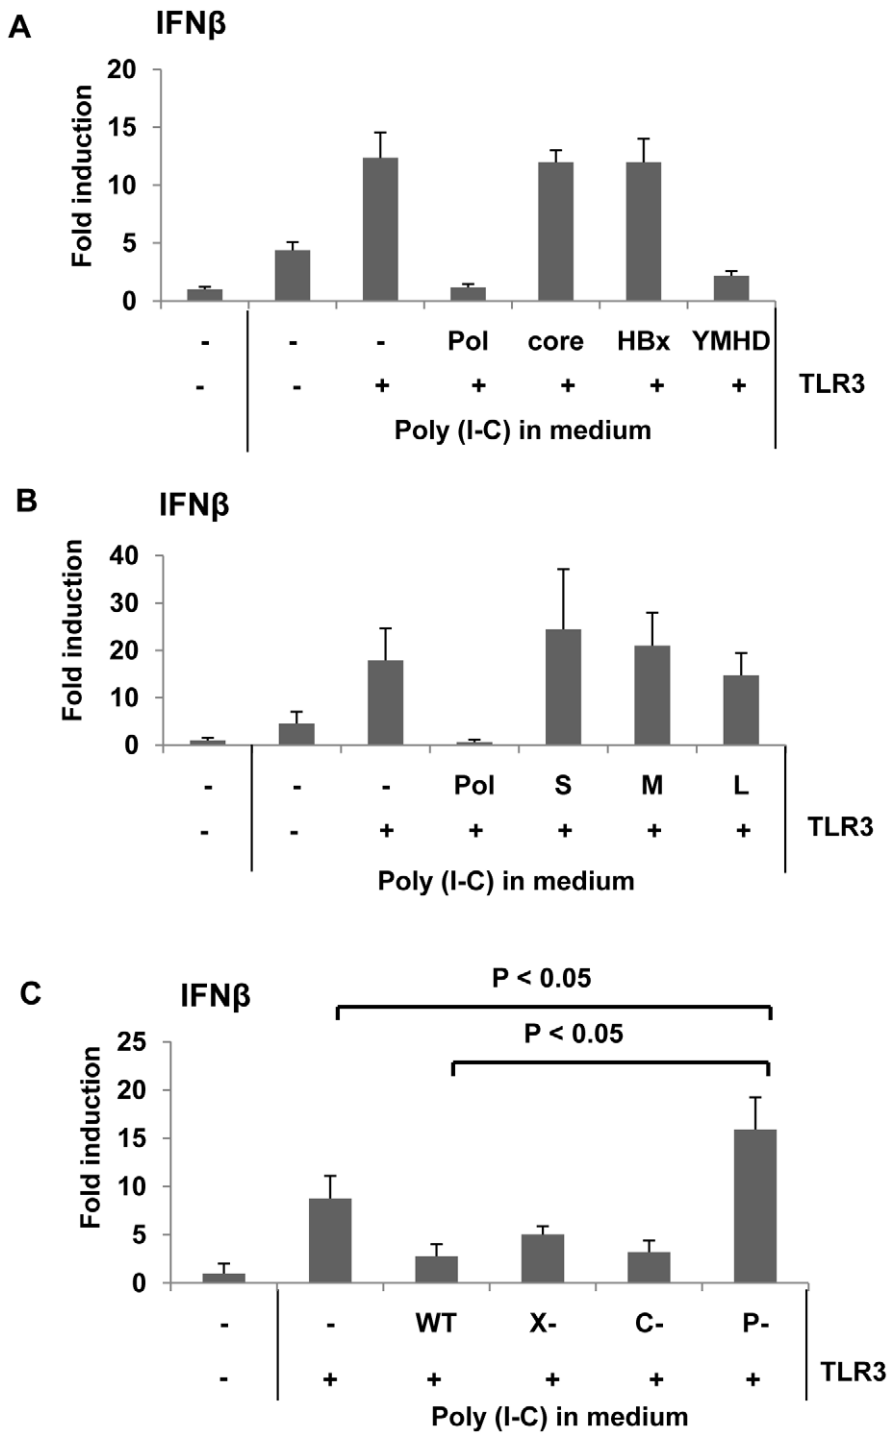 A
IFNβ
Fold induction
20
15
10
5
0
- - - Pol core HBx YMHD
- - + + + + + TLR3
Poly (I-C) in medium
B
IFNβ
Fold induction
40
30
20
10
0
- - - Pol S M L
- - + + + + + TLR3
Poly (I-C) in medium
C
IFNβ
P < 0.05
P < 0.05
Fold induction
25
20
15
10
5
0
- - WT X- C- P-
- + + + + + TLR3
Poly (I-C) in medium